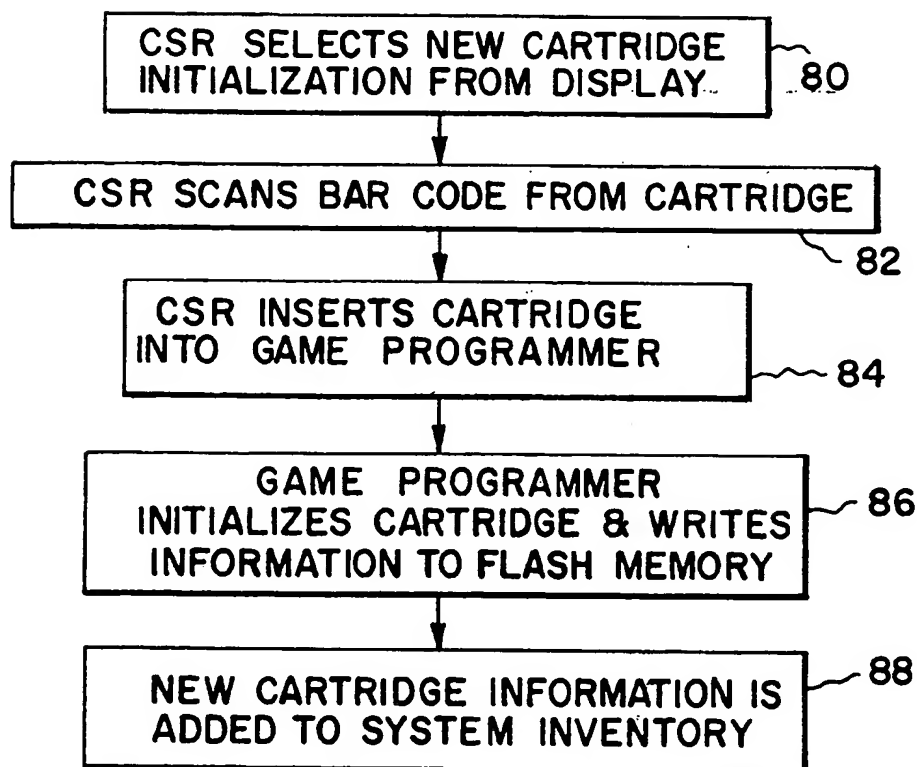 CSR SELECTS NEW CARTRIDGE
INITIALIZATION FROM DISPLAY
80
CSR SCANS BAR CODE FROM CARTRIDGE
82
CSR INSERTS CARTRIDGE
INTO GAME PROGRAMMER
84
GAME PROGRAMMER
INITIALIZES CARTRIDGE & WRITES
INFORMATION TO FLASH MEMORY
86
NEW CARTRIDGE INFORMATION IS
ADDED TO SYSTEM INVENTORY
88